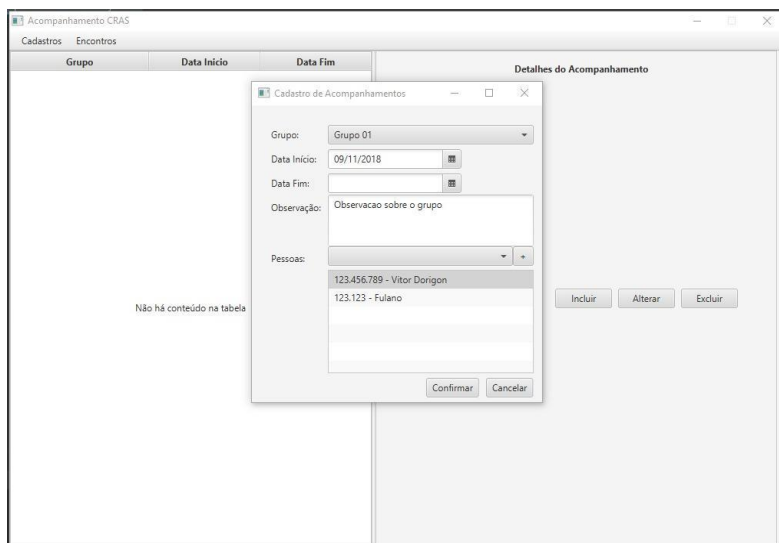 Acompanhamento CRAS
Cadastros Encontros
Grupo Data Inicio Data Fim
Detalhes do Acompanhamento
Não há conteúdo na tabela
Incluir Alterar Excluir
Cadastro de Acompanhamentos
Grupo: Grupo 01
Data Início: 09/11/2018
Data Fim:
Observação: Observacao sobre o grupo
Pessoas: +
123.456.789 - Vitor Dorigon
123.123 - Fulano
Confirmar Cancelar